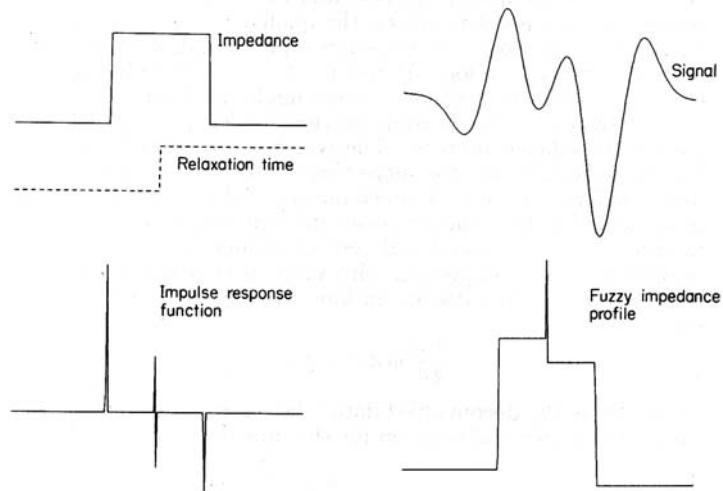 Impedance
Signal
Relaxation time
Impulse response
function
Fuzzy impedance
profile